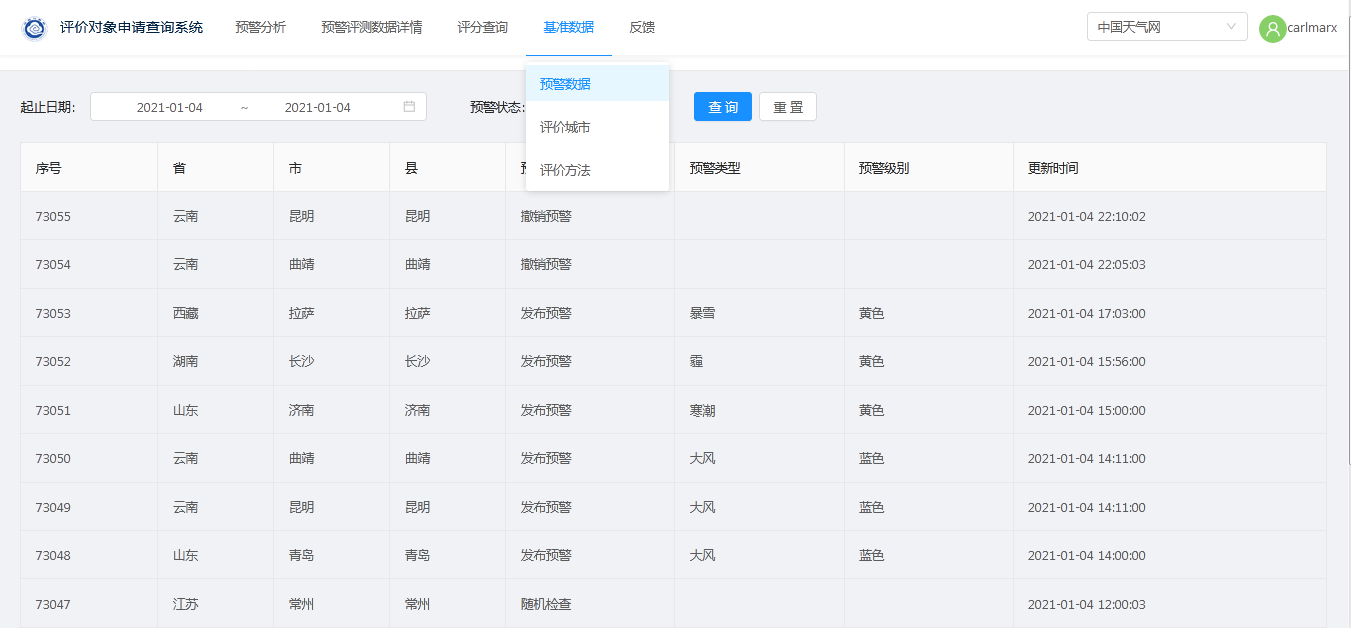 评价对象申请查询系统 预警分析 预警评测数据详情 评分查询 基准数据 反馈 中国天气网 carlmarx
预警数据
评价城市
评价方法
起止日期: 2021-01-04 ~ 2021-01-04 预警状态: 查 询 重 置
序号 省 市 县 预警类型 预警级别 更新时间
73055 云南 昆明 昆明 撤销预警 2021-01-04 22:10:02
73054 云南 曲靖 曲靖 撤销预警 2021-01-04 22:05:03
73053 西藏 拉萨 拉萨 发布预警 暴雪 黄色 2021-01-04 17:03:00
73052 湖南 长沙 长沙 发布预警 霾 黄色 2021-01-04 15:56:00
73051 山东 济南 济南 发布预警 寒潮 黄色 2021-01-04 15:00:00
73050 云南 曲靖 曲靖 发布预警 大风 蓝色 2021-01-04 14:11:00
73049 云南 昆明 昆明 发布预警 大风 蓝色 2021-01-04 14:11:00
73048 山东 青岛 青岛 发布预警 大风 蓝色 2021-01-04 14:00:00
73047 江苏 常州 常州 随机检查 2021-01-04 12:00:03